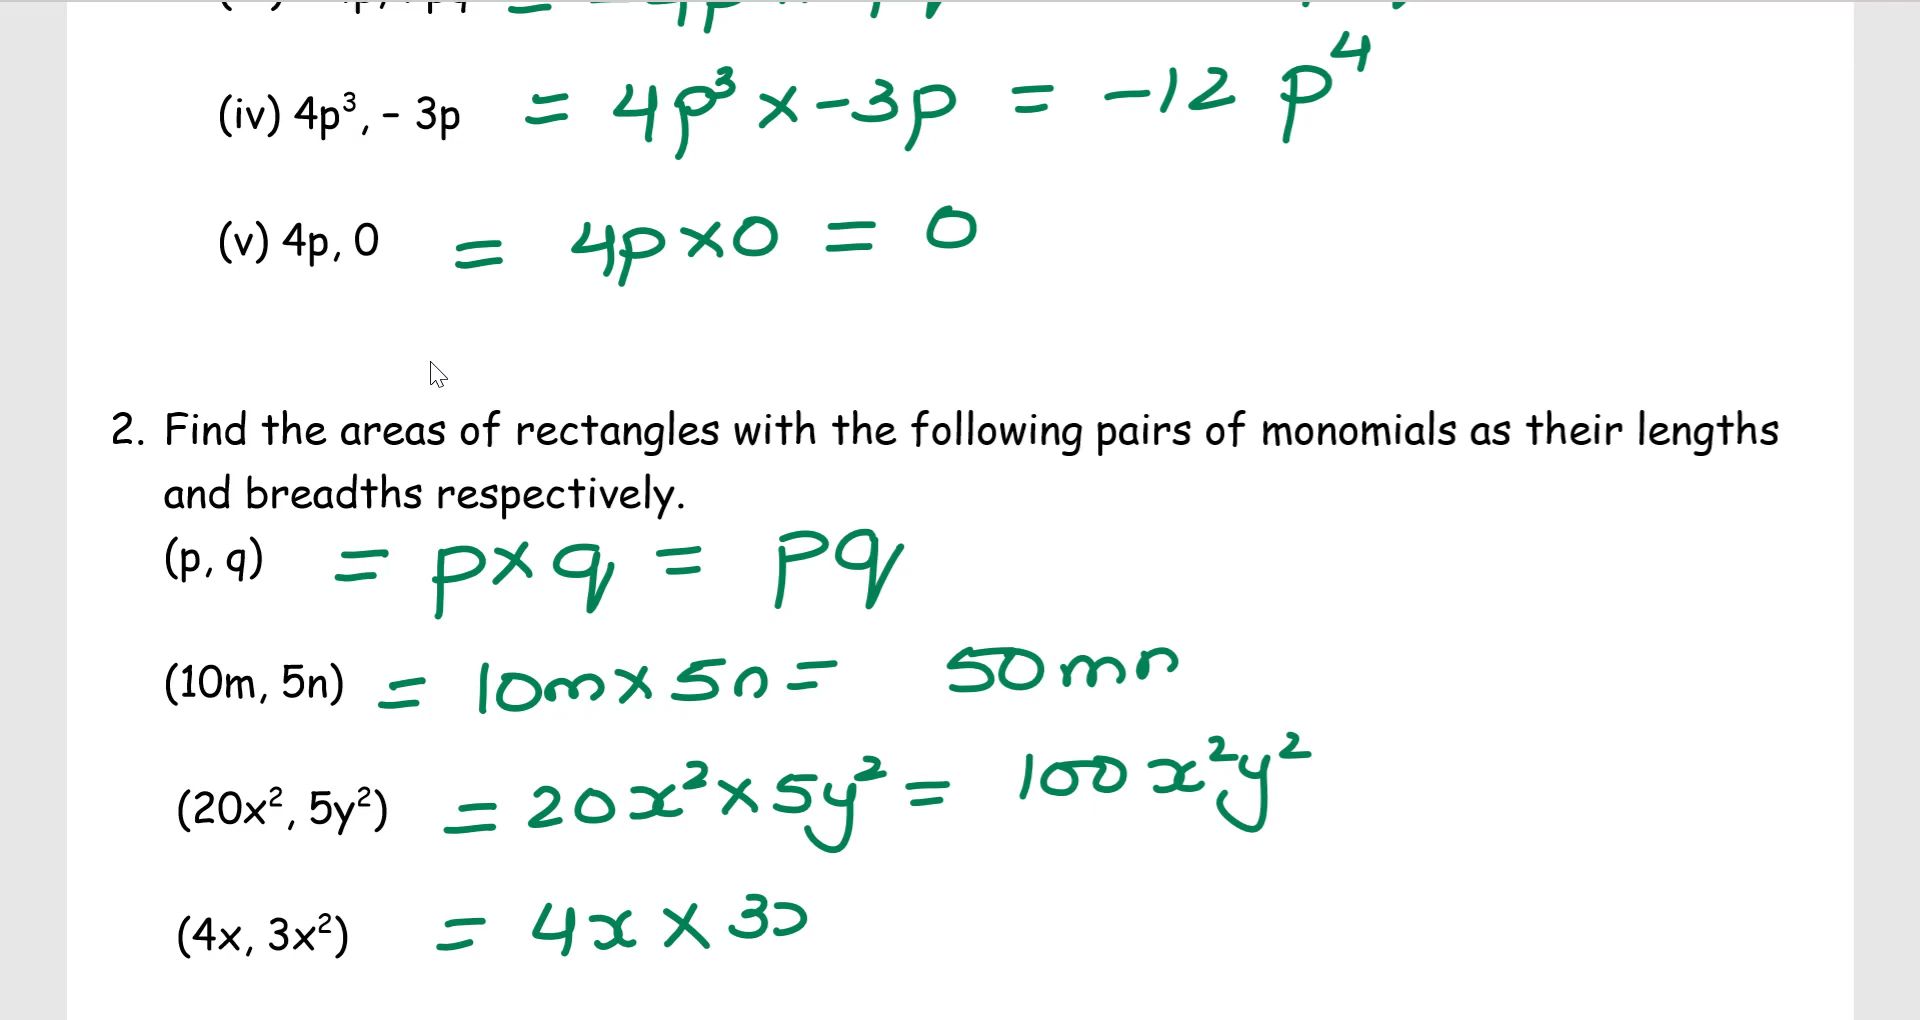 (iv) 4p³, - 3p = 4p³ × -3p = -12 p⁴
(v) 4p, 0 = 4p × 0 = 0
2. Find the areas of rectangles with the following pairs of monomials as their lengths
and breadths respectively.
(p, q) = p × q = pq
(10m, 5n) = 10m × 5n = 50mn
(20x², 5y²) = 20x² × 5y² = 100x²y²
(4x, 3x²) = 4x × 3